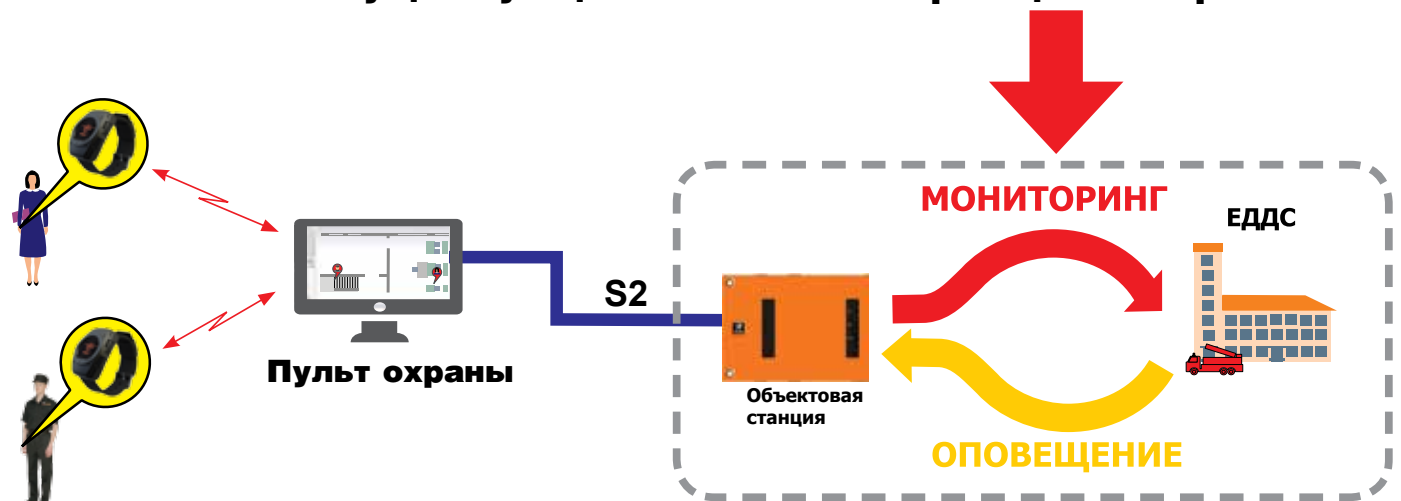 МОНИТОРИНГ
ЕДДС
S2
Пульт охраны
Объектовая
станция
ОПОВЕЩЕНИЕ